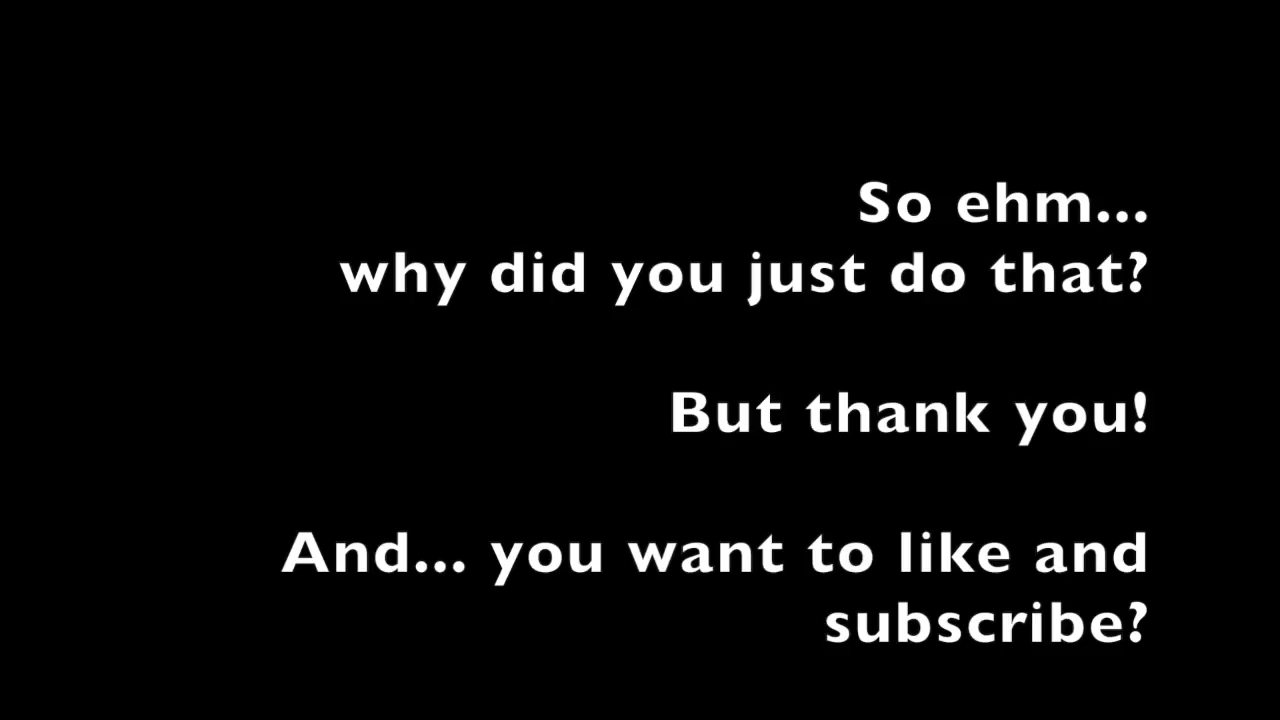 So ehm...
why did you just do that?
But thank you!
And... you want to like and
subscribe?